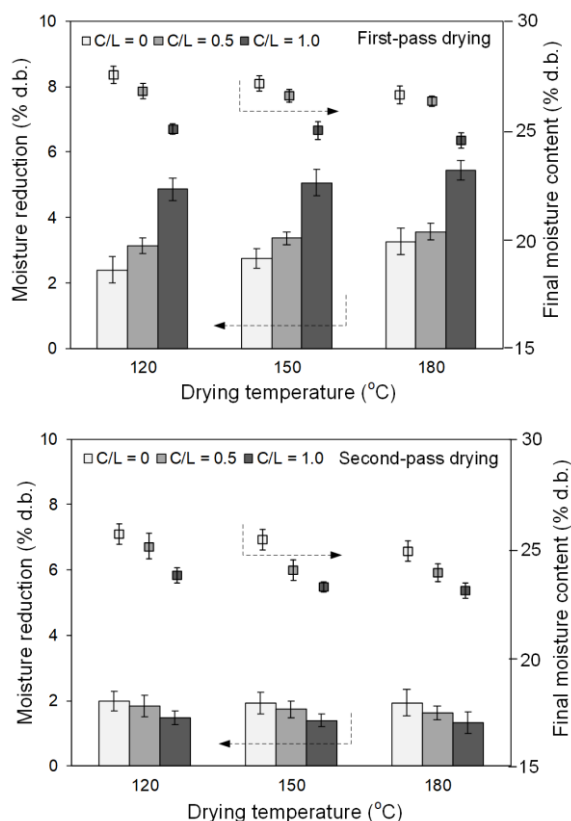 10
8
6
4
2
0
Moisture reduction (% d.b.)
C/L = 0 C/L = 0.5 C/L = 1.0 First-pass drying
30
25
20
15
Final moisture content (% d.b.)
120 150 180
Drying temperature (°C)
10
8
6
4
2
0
Moisture reduction (% d.b.)
C/L = 0 C/L = 0.5 C/L = 1.0 Second-pass drying
30
25
18
17
15
Final moisture content (% d.b.)
120 150 180
Drying temperature (°C)